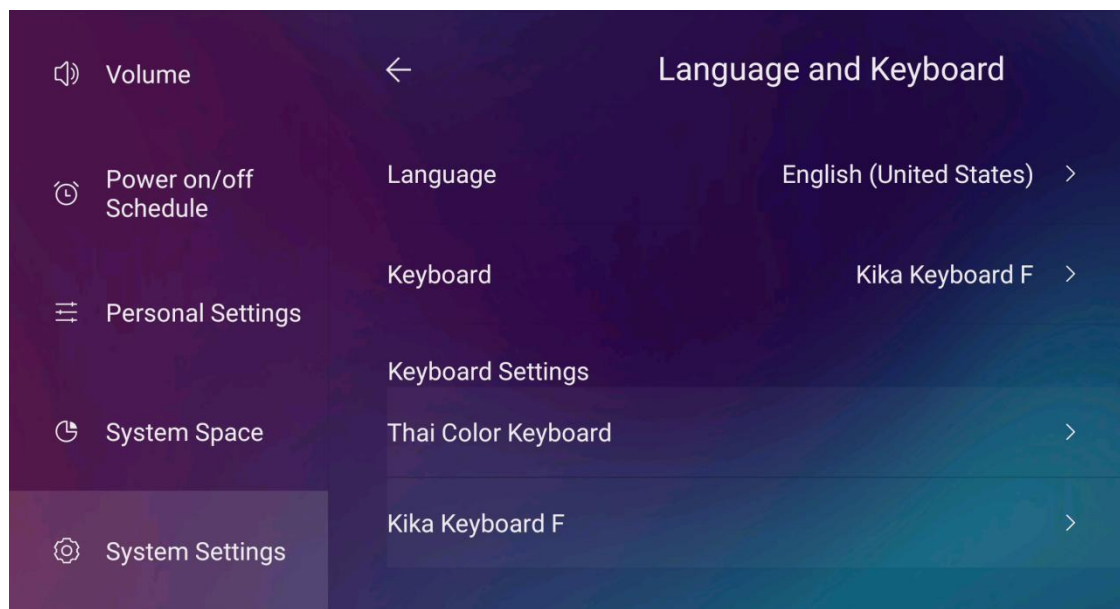 Volume
Power on/off
Schedule
Personal Settings
System Space
System Settings
Language and Keyboard
Language English (United States)
Keyboard Kika Keyboard F
Keyboard Settings
Thai Color Keyboard
Kika Keyboard F